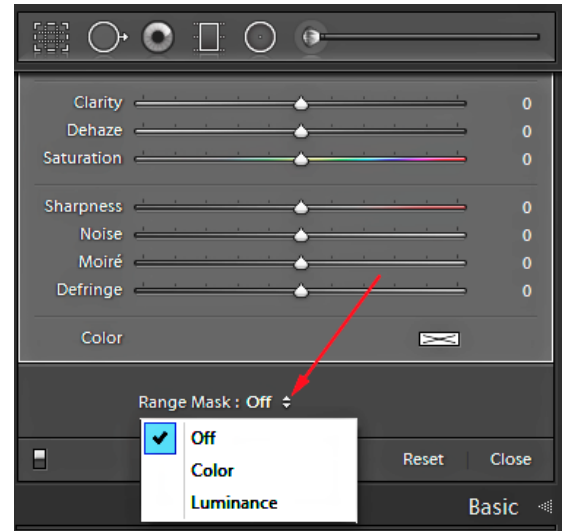 Clarity 0
Dehaze 0
Saturation 0
Sharpness 0
Noise 0
Moiré 0
Defringe 0
Color
Range Mask : Off
Off
Color
Luminance
Reset Close
Basic